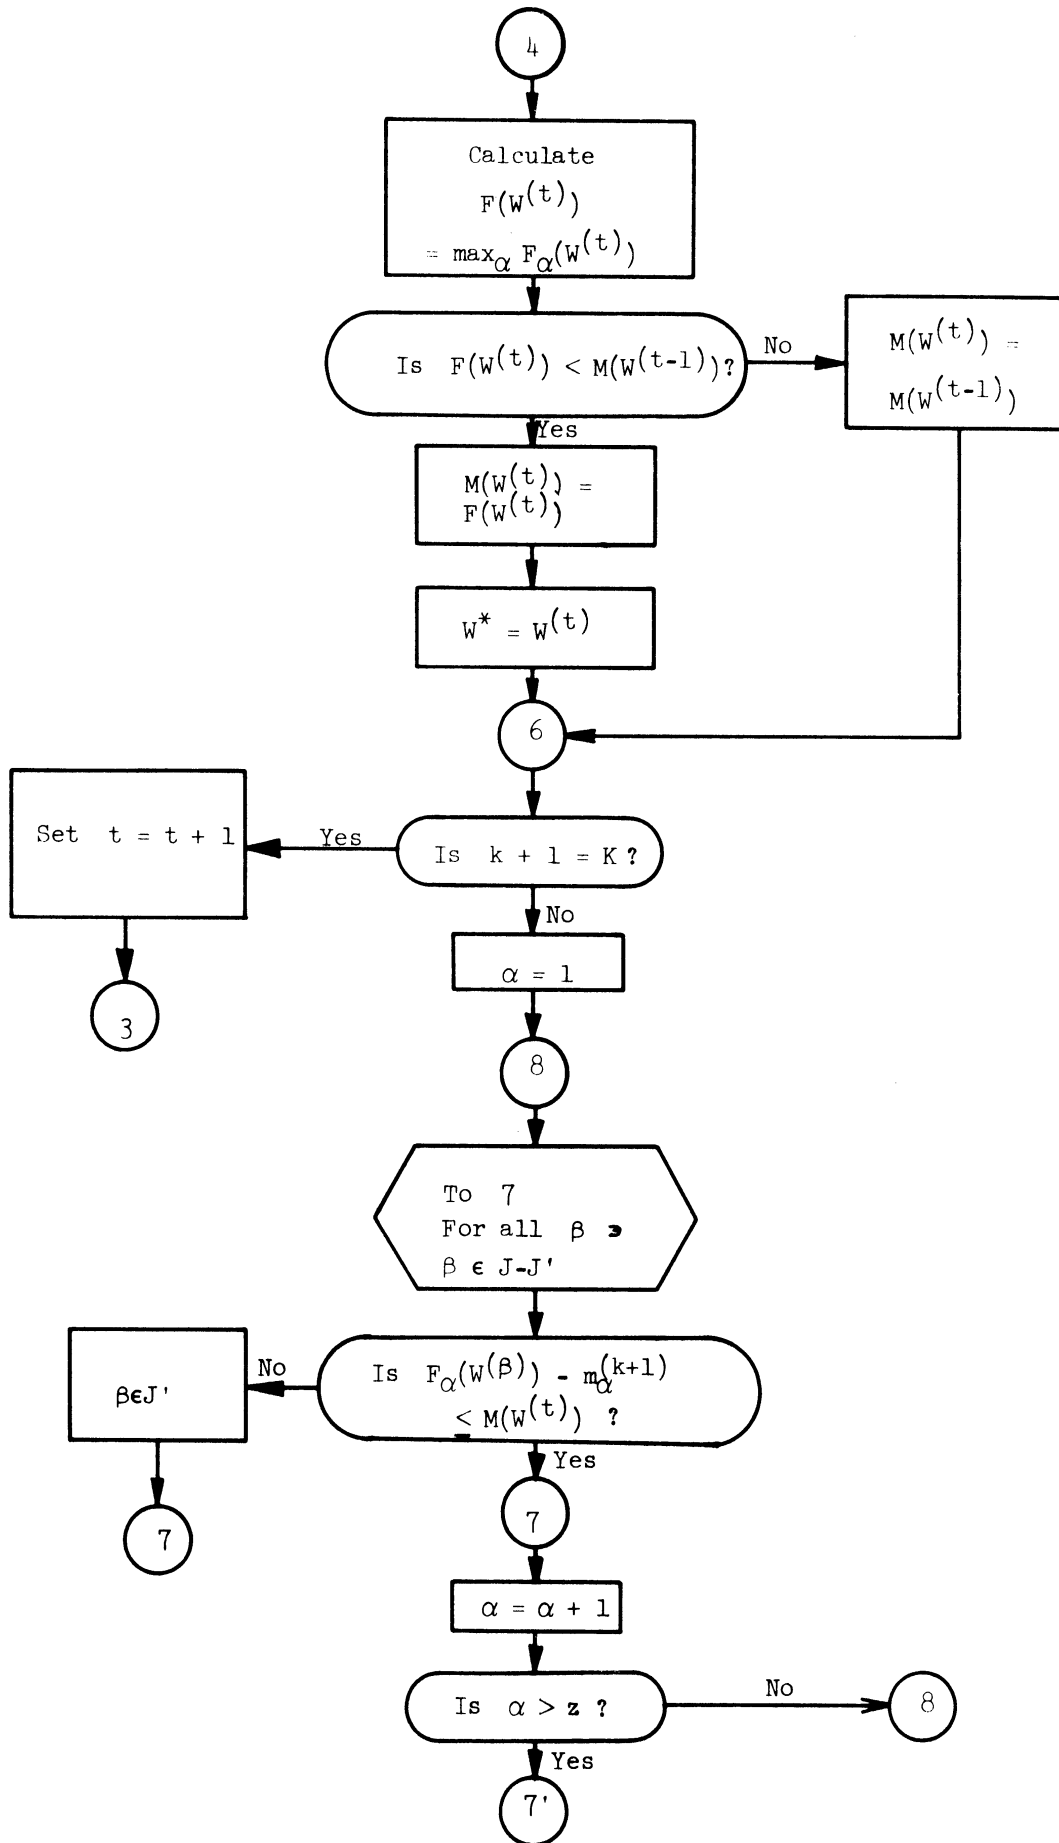 4
Calculate
F(W^(t))
= max_α F_α(W^(t))
Is F(W^(t)) < M(W^(t-1))?
No
M(W^(t)) =
M(W^(t-1))
Yes
M(W^(t)) =
F(W^(t))
W* = W^(t)
6
Set t = t + 1
Yes
Is k + 1 = K ?
No
α = 1
3
8
To 7
For all β ∍
β ϵ J-J'
Is F_α(W^(β)) - m_α^(k+1)
≤ M(W^(t)) ?
No
βϵJ'
Yes
7
7
α = α + 1
Is α > z ?
No
8
Yes
7'